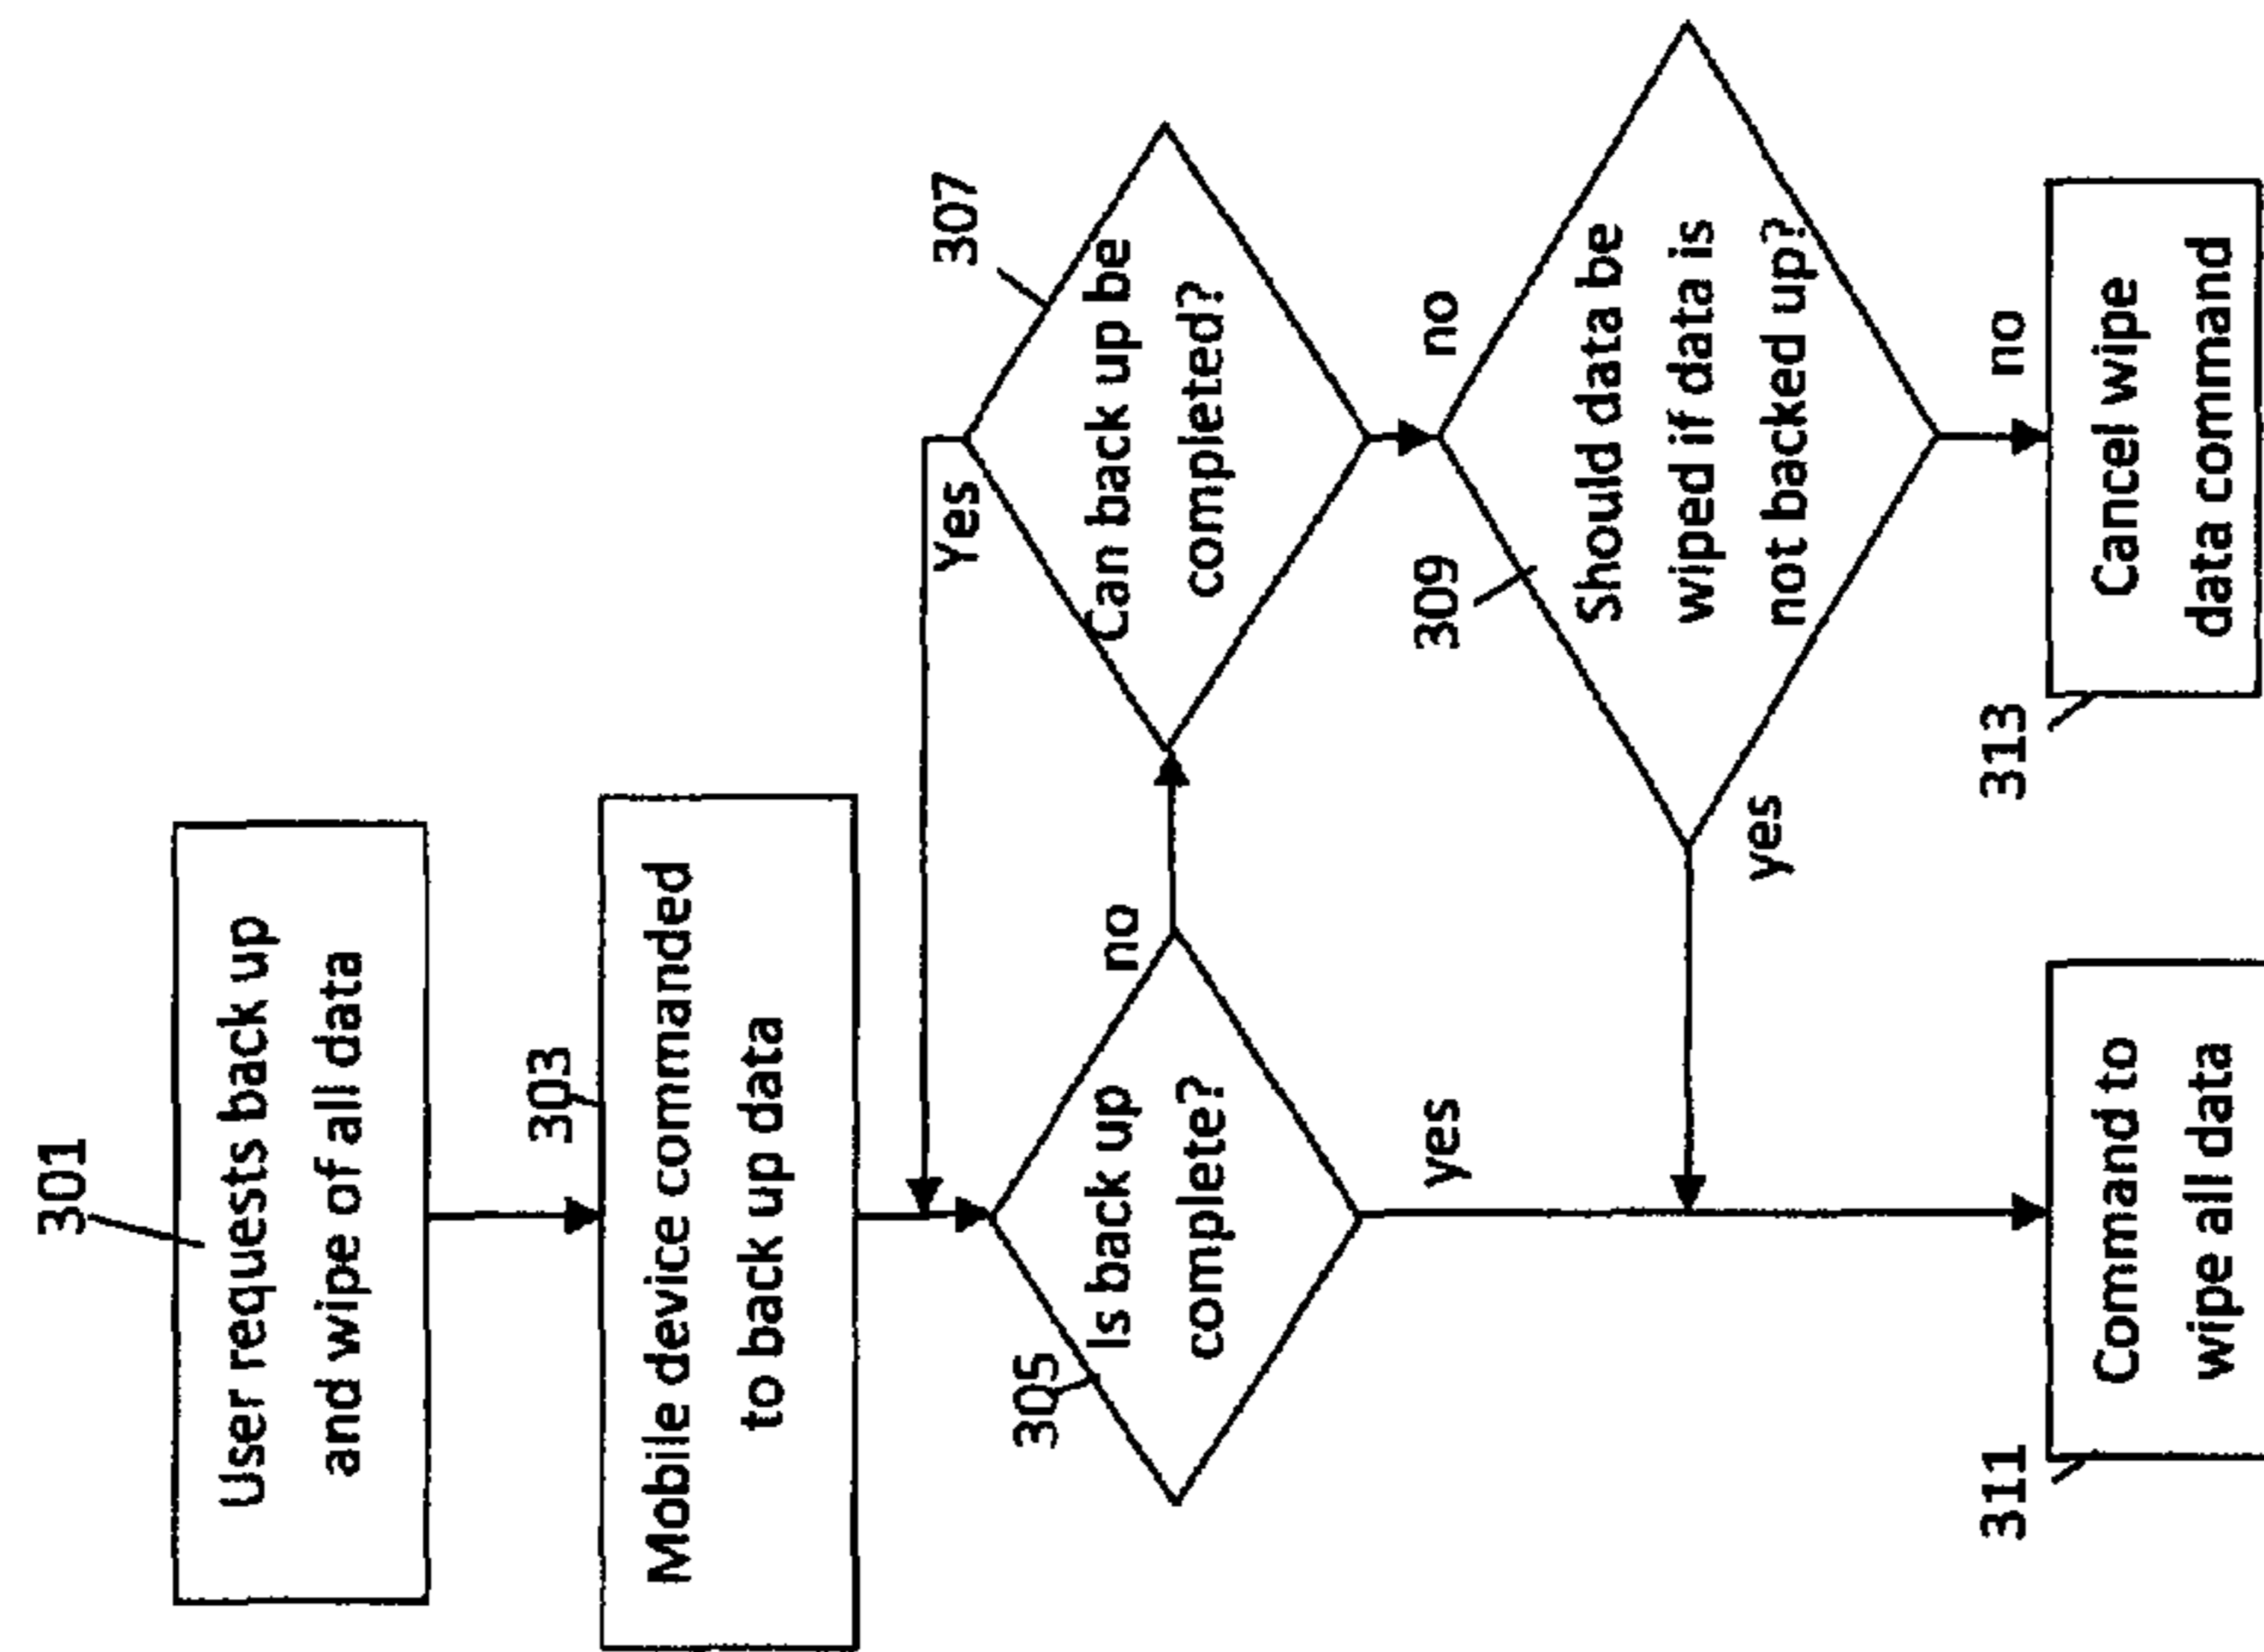 301
User requests back up
and wipe of all data
303
Mobile device commanded
to back up data
305
Is back up
complete?
no
yes
307
Can back up be
completed?
Yes
no
309
Should data be
wiped if data is
not backed up?
yes
no
311
Command to
wipe all data
313
Cancel wipe
data command